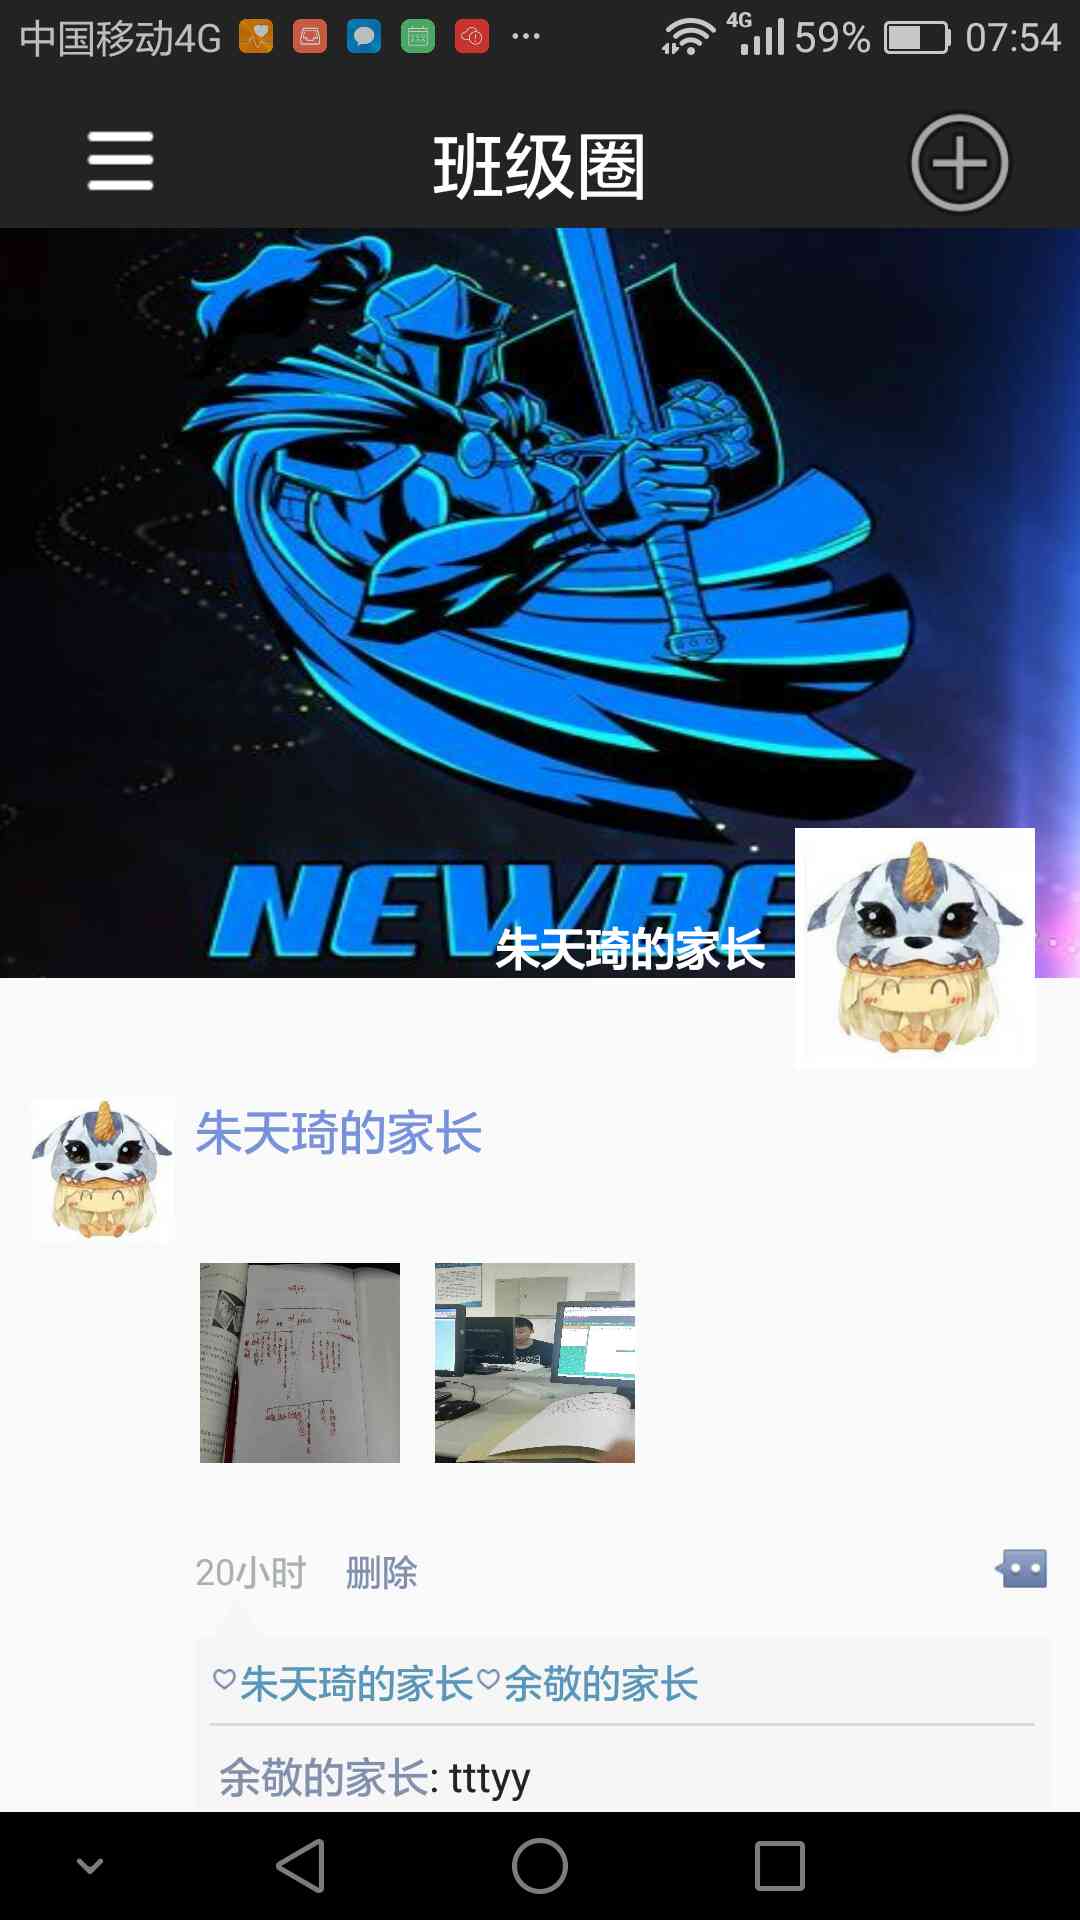 中国移动4G 4G 59% 07:54
班级圈
NEWBE
朱天琦的家长
朱天琦的家长
20小时 删除
朱天琦的家长 余敬的家长
余敬的家长: tttyy